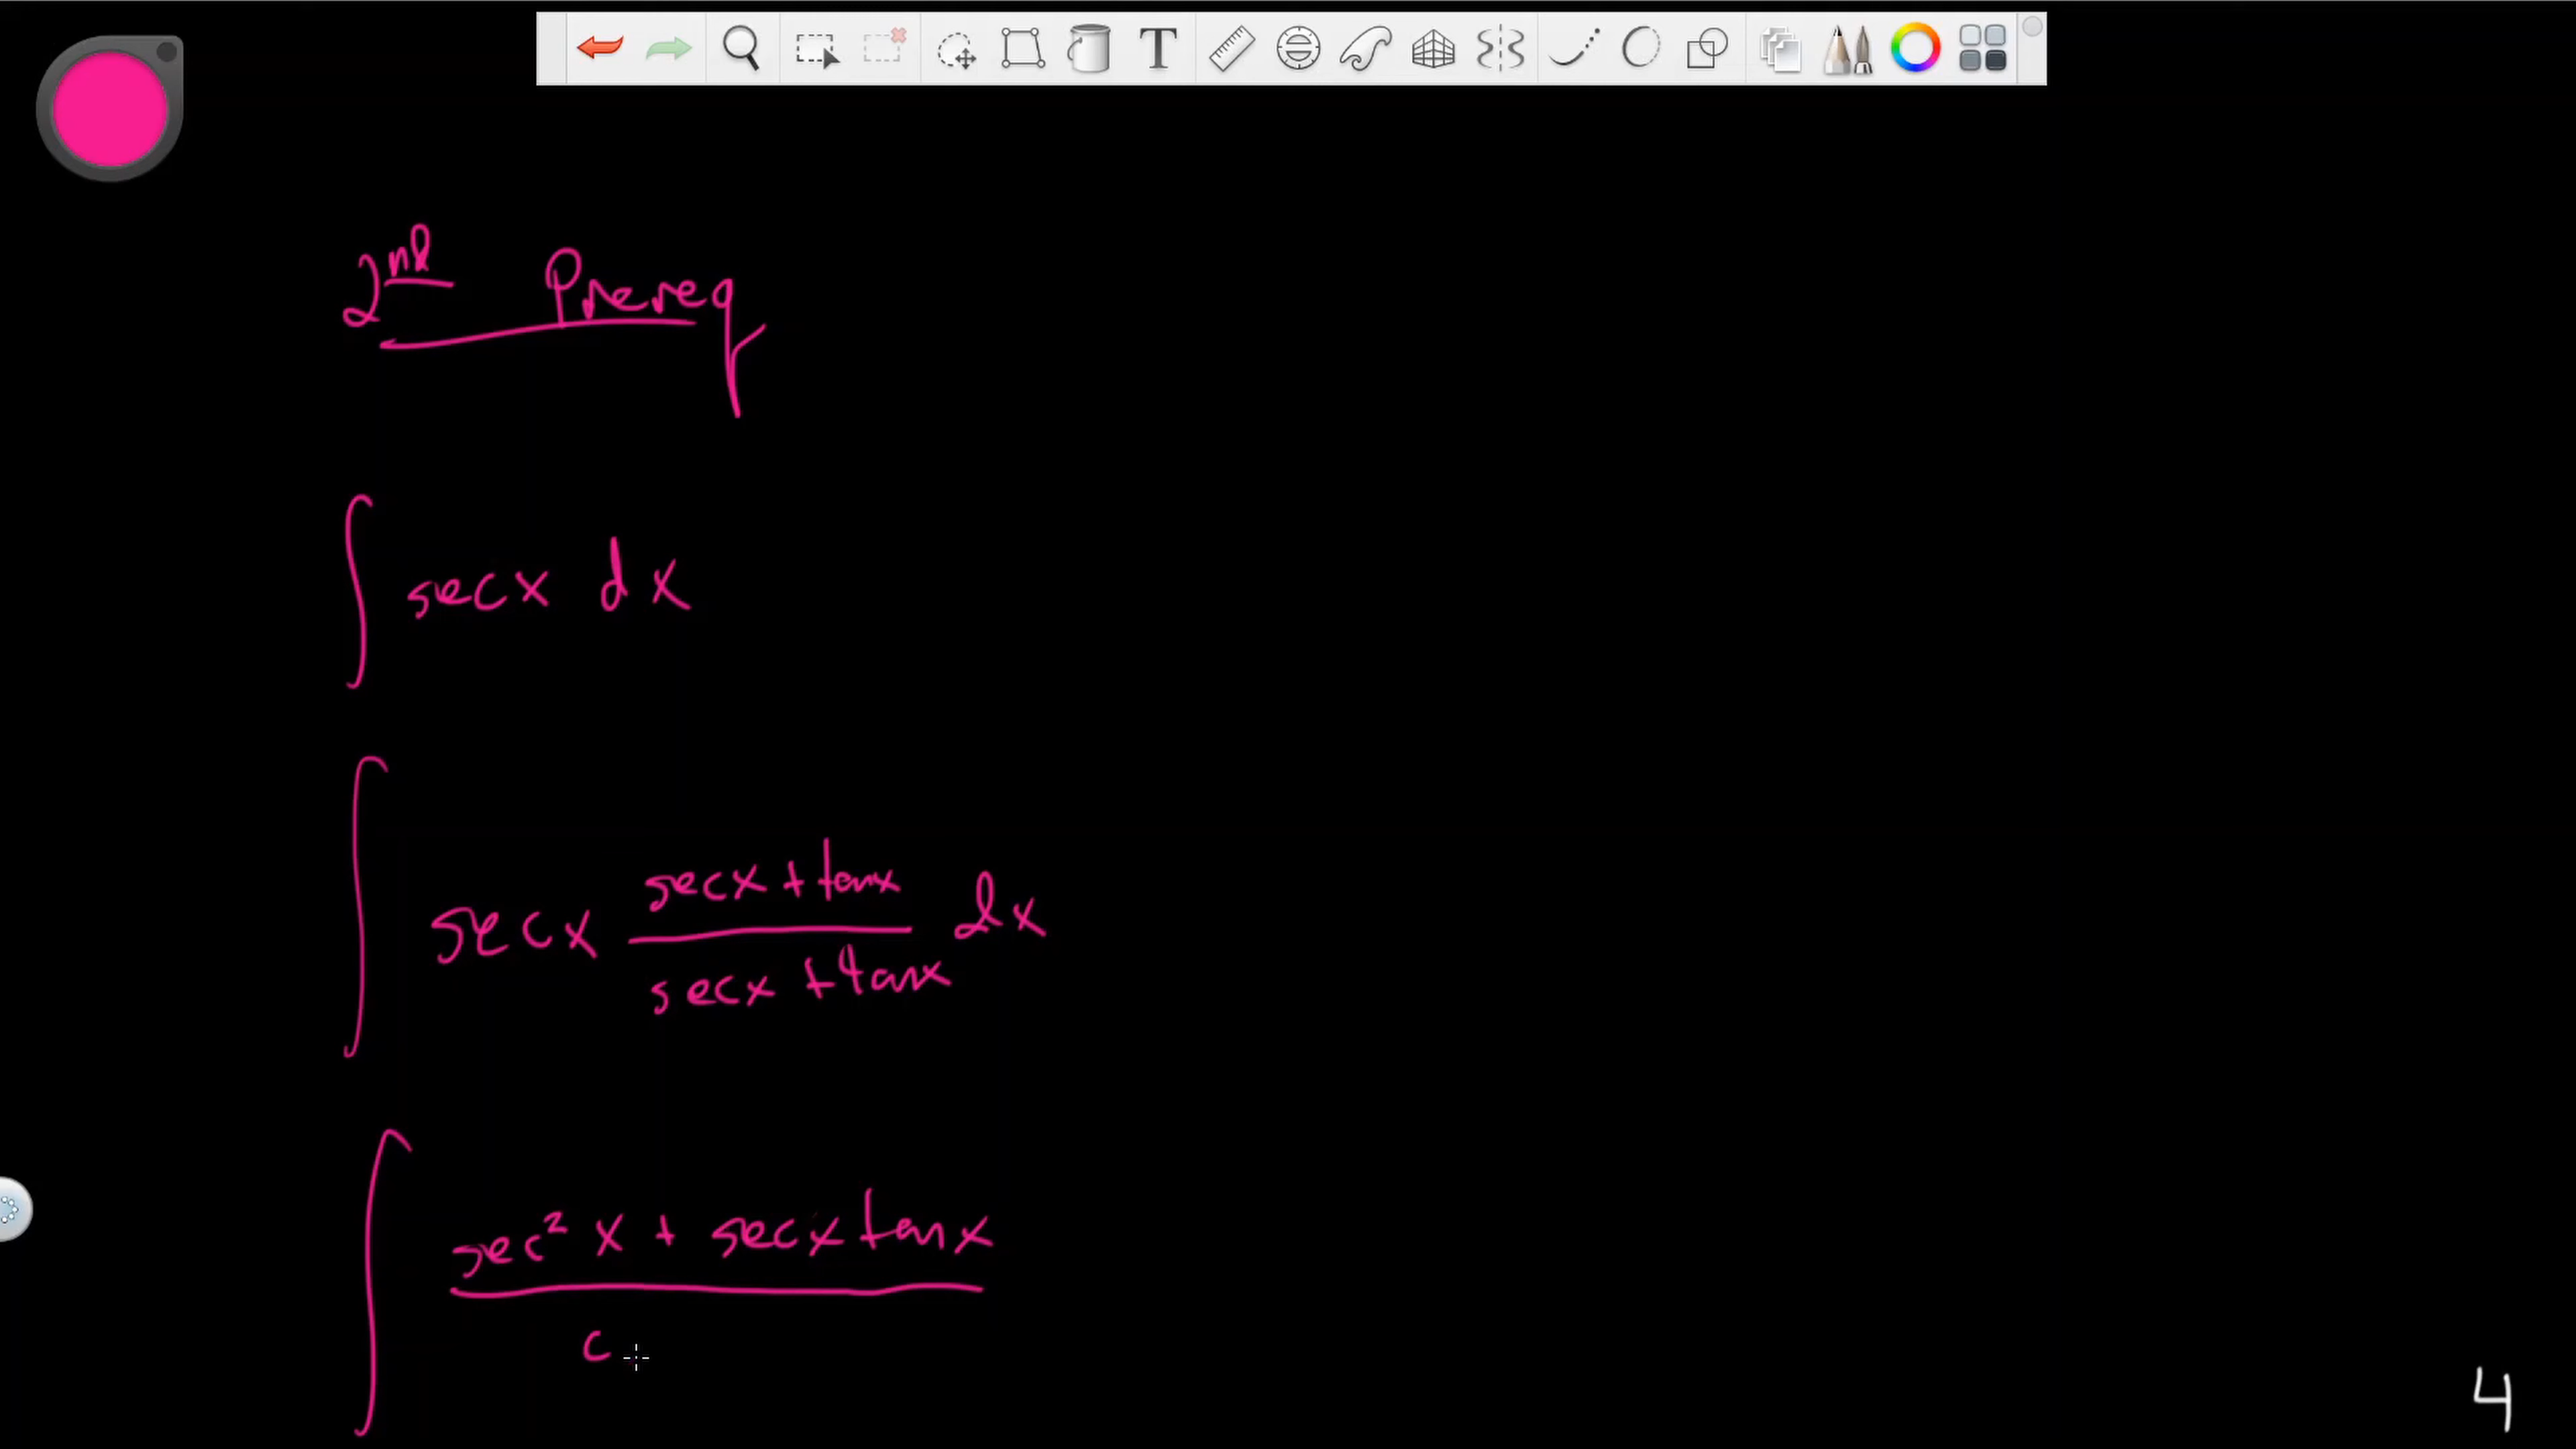 T
2nd Prereq
∫ secx dx
∫ secx (secx + tanx)/(secx + tanx) dx
∫ (sec² x + secx tanx)/(c
4